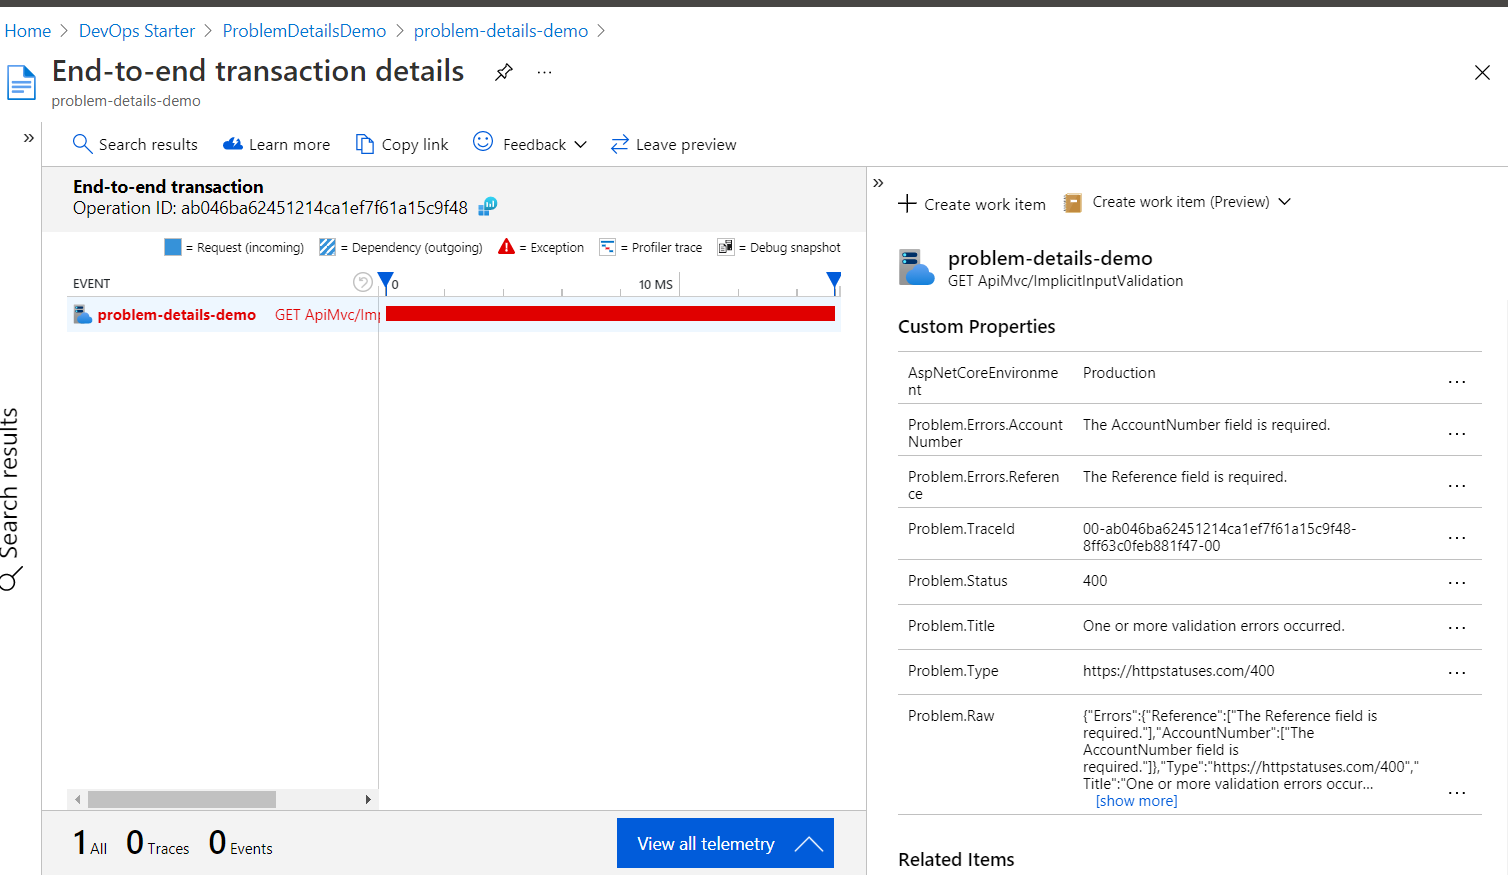 Home > DevOps Starter > ProblemDetailsDemo > problem-details-demo >
End-to-end transaction details
...
problem-details-demo
»
Search results
Learn more
Copy link
Feedback
Leave preview
Search results
End-to-end transaction
Operation ID: ab046ba62451214ca1ef7f61a15c9f48
= Request (incoming)
= Dependency (outgoing)
= Exception
= Profiler trace
= Debug snapshot
EVENT
0
10 MS
problem-details-demo GET ApiMvc/Imp
1 All 0 Traces 0 Events
View all telemetry
»
Create work item
Create work item (Preview)
problem-details-demo
GET ApiMvc/ImplicitInputValidation
Custom Properties
AspNetCoreEnvironme
nt
Production
...
Problem.Errors.Account
Number
The AccountNumber field is required.
...
Problem.Errors.Referen
ce
The Reference field is required.
...
Problem.TraceId
00-ab046ba62451214ca1ef7f61a15c9f48-
8ff63c0feb881f47-00
...
Problem.Status
400
...
Problem.Title
One or more validation errors occurred.
...
Problem.Type
https://httpstatuses.com/400
...
Problem.Raw
{"Errors":{"Reference":["The Reference field is
required."],"AccountNumber":["The
AccountNumber field is
required."]},"Type":"https://httpstatuses.com/400","
Title":"One or more validation errors occur...
[show more]
...
Related Items